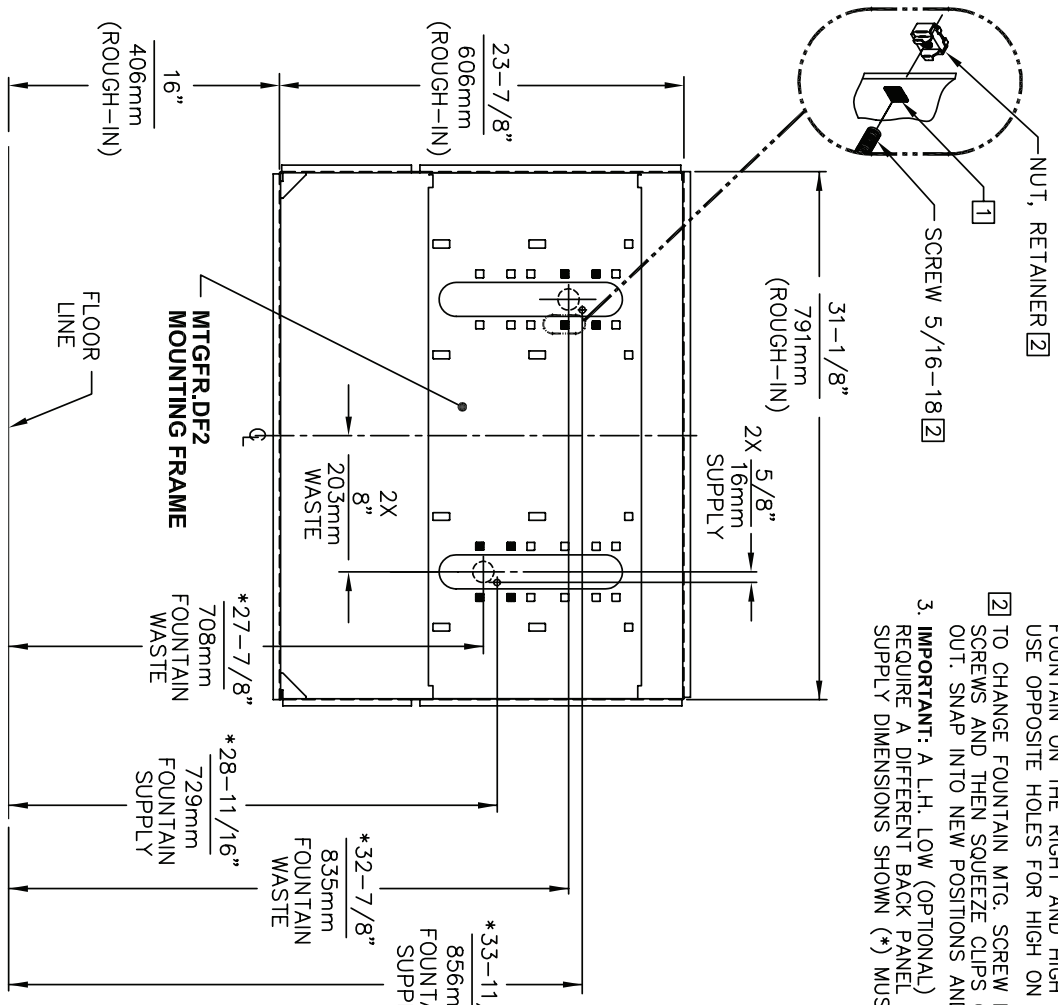 NUT, RETAINER 2
1
SCREW 5/16-18 2
23-7/8"
606mm
(ROUGH-IN)
16"
406mm
(ROUGH-IN)
31-1/8"
791mm
(ROUGH-IN)
2X 5/8"
16mm
SUPPLY
FOUNTAIN ON THE RIGHT AND HIGH
USE OPPOSITE HOLES FOR HIGH ON
2 TO CHANGE FOUNTAIN MTG. SCREW
SCREWS AND THEN SQUEEZE CLIPS
OUT. SNAP INTO NEW POSITIONS AND
3. IMPORTANT: A L.H. LOW (OPTIONAL)
REQUIRE A DIFFERENT BACK PANEL
SUPPLY DIMENSIONS SHOWN (*)
MTGFR.DF2
MOUNTING FRAME
FLOOR
LINE
CL
2X
8"
203mm
WASTE
*27-7/8"
708mm
FOUNTAIN
WASTE
*28-11/16"
729mm
FOUNTAIN
SUPPLY
*32-7/8"
835mm
FOUNTAIN
WASTE
*33-11
856m